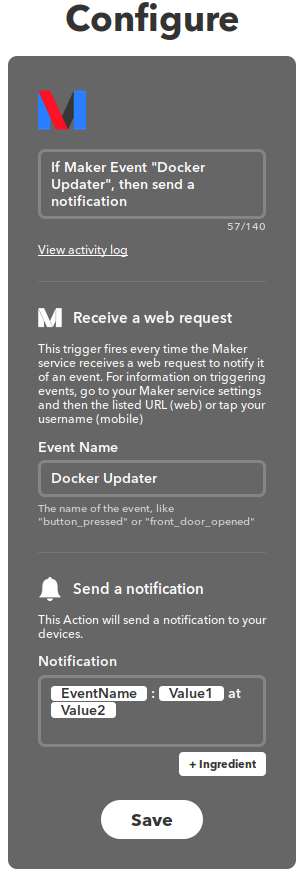 Configure
If Maker Event "Docker
Updater", then send a
notification
57/140
View activity log
Receive a web request
This trigger fires every time the Maker
service receives a web request to notify it
of an event. For information on triggering
events, go to your Maker service settings
and then the listed URL (web) or tap your
username (mobile)
Event Name
Docker Updater
The name of the event, like
"button_pressed" or "front_door_opened"
Send a notification
This Action will send a notification to your
devices.
Notification
EventName : Value1 at
Value2
+ Ingredient
Save